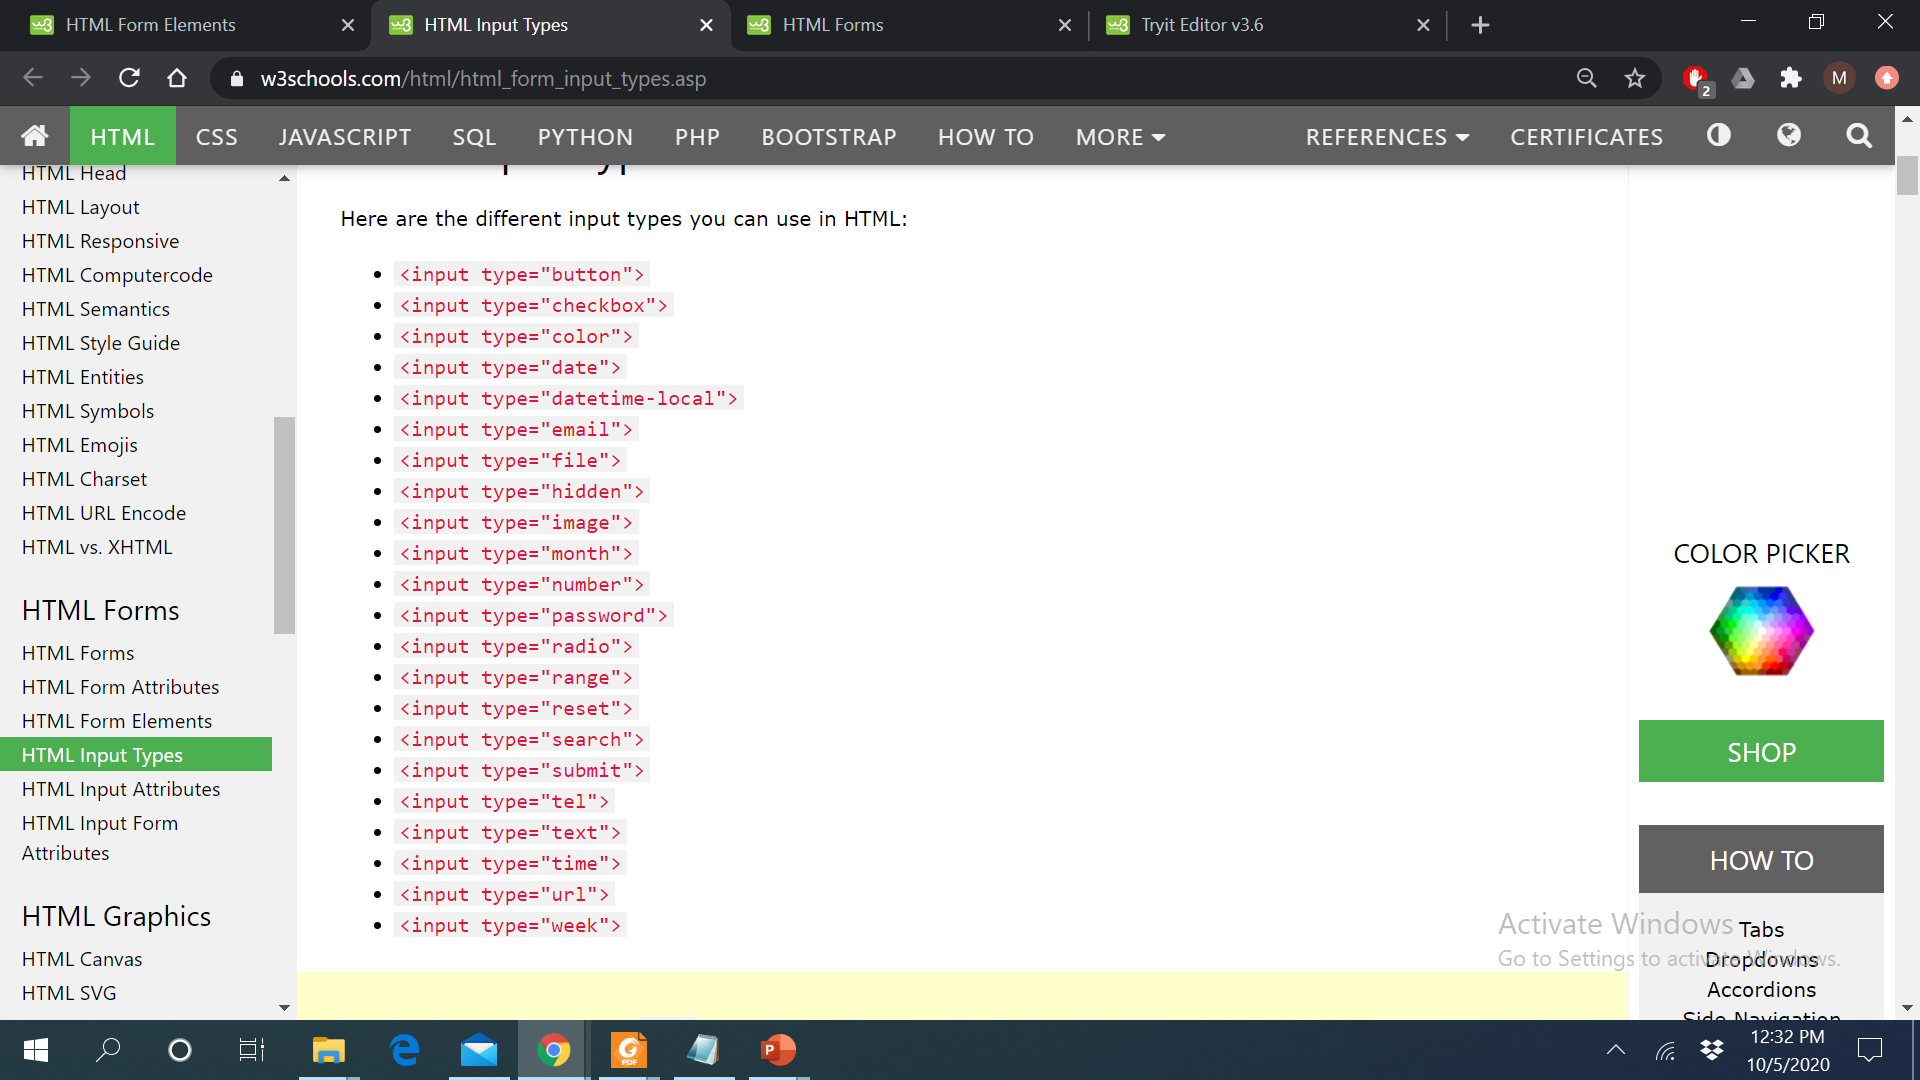 HTML Form Elements
HTML Input Types
HTML Forms
Tryit Editor v3.6
w3schools.com/html/html_form_input_types.asp
2
M
HTML CSS JAVASCRIPT SQL PYTHON PHP BOOTSTRAP HOW TO MORE REFERENCES CERTIFICATES
HTML Head
HTML Layout
HTML Responsive
HTML Computercode
HTML Semantics
HTML Style Guide
HTML Entities
HTML Symbols
HTML Emojis
HTML Charset
HTML URL Encode
HTML vs. XHTML
HTML Forms
HTML Forms
HTML Form Attributes
HTML Form Elements
HTML Input Types
HTML Input Attributes
HTML Input Form
Attributes
HTML Graphics
HTML Canvas
HTML SVG
Here are the different input types you can use in HTML:
<input type="button">
<input type="checkbox">
<input type="color">
<input type="date">
<input type="datetime-local">
<input type="email">
<input type="file">
<input type="hidden">
<input type="image">
<input type="month">
<input type="number">
<input type="password">
<input type="radio">
<input type="range">
<input type="reset">
<input type="search">
<input type="submit">
<input type="tel">
<input type="text">
<input type="time">
<input type="url">
<input type="week">
COLOR PICKER
SHOP
HOW TO
Tabs
Dropdowns
Accordions
Side Navigation
Activate Windows
Go to Settings to activate Windows.
12:32 PM
10/5/2020